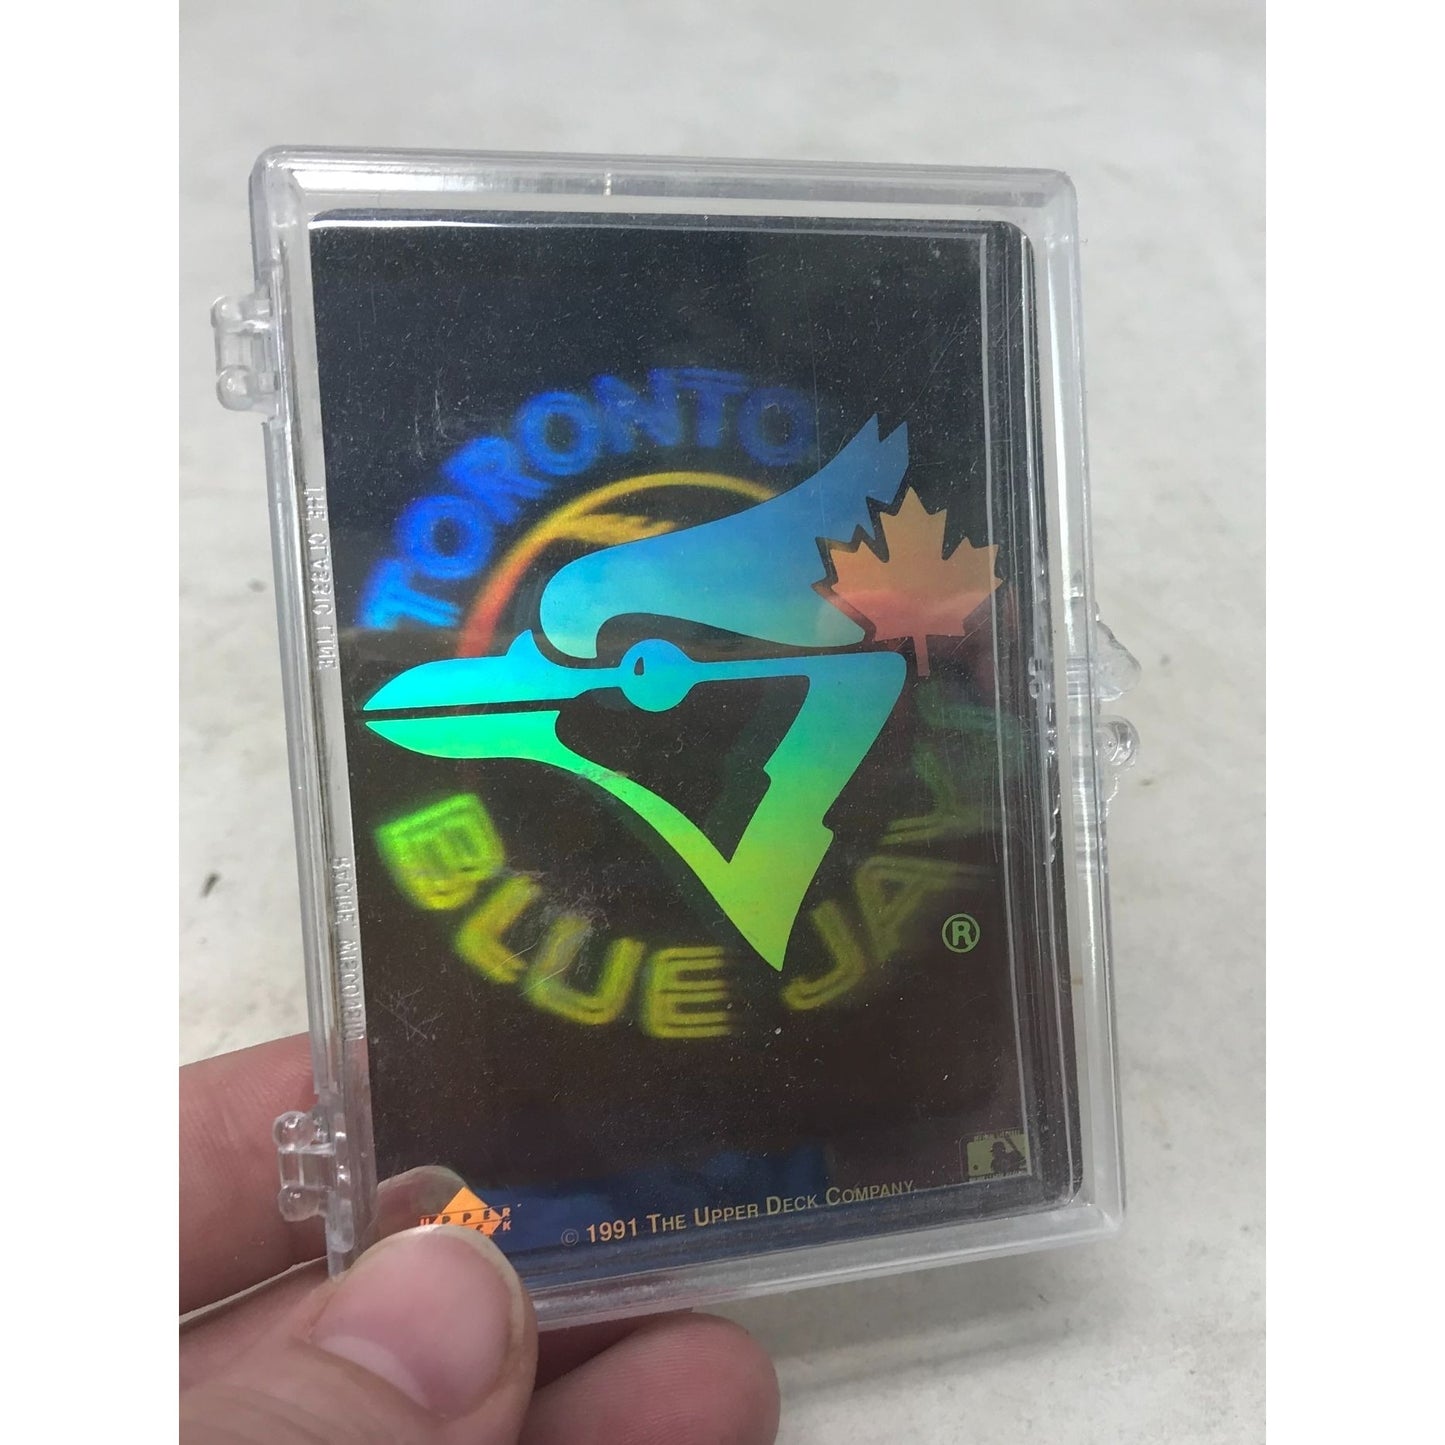 TORONTO
BLUE JAYS
®
UPPER
DECK
© 1991 THE UPPER DECK COMPANY